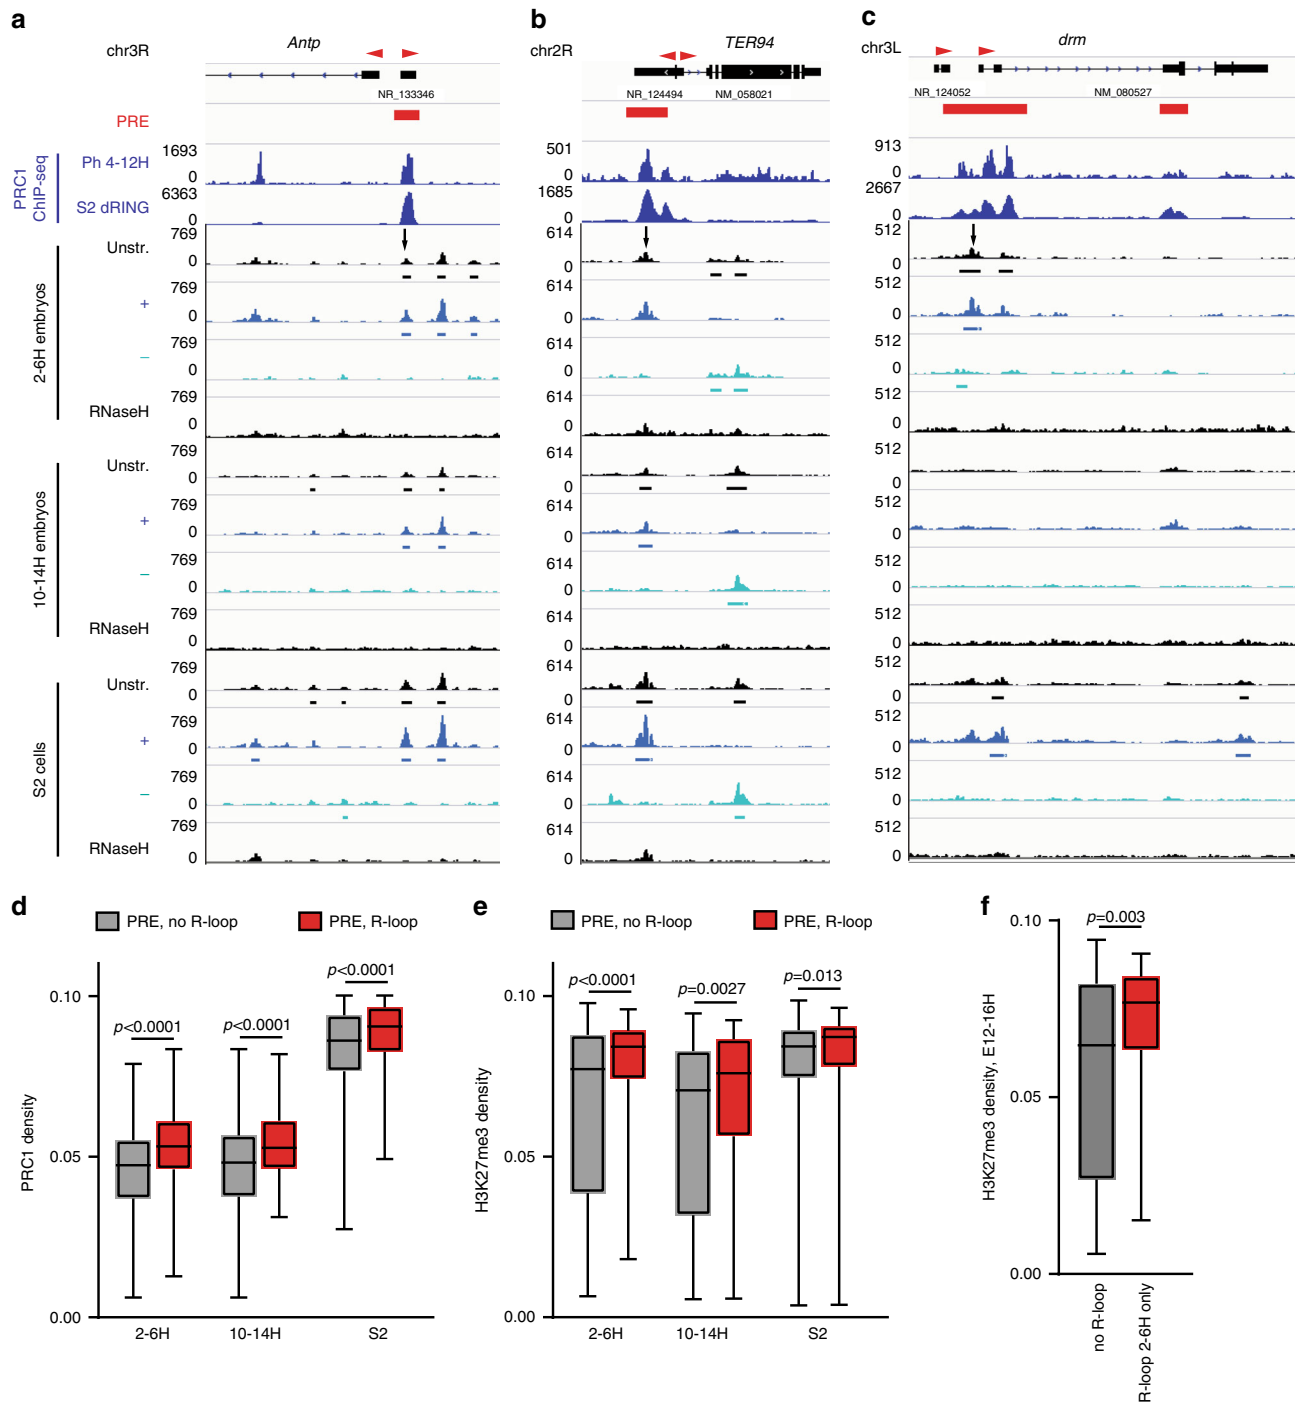 a
chr3R
Antp
NR_133346
PRE
PRC1
ChIP-seq
Ph 4-12H
1693
0
S2 dRING
6363
0
2-6H embryos
Unstr.
769
0
+
769
0
–
769
0
RNaseH
769
0
10-14H embryos
Unstr.
769
0
+
769
0
–
769
0
RNaseH
769
0
S2 cells
Unstr.
769
0
+
769
0
–
769
0
RNaseH
769
0
b
chr2R
TER94
NR_124494 NM_058021
501
0
1685
0
614
0
614
0
614
0
614
0
614
0
614
0
614
0
614
0
614
0
614
0
614
0
614
0
c
chr3L
drm
NR_124052 NM_080527
913
0
2667
0
512
0
512
0
512
0
512
0
512
0
512
0
512
0
512
0
512
0
512
0
512
0
512
0
d
PRE, no R-loop PRE, R-loop
PRC1 density
0.10
0.05
0.00
p<0.0001
p<0.0001
p<0.0001
2-6H 10-14H S2
e
PRE, no R-loop PRE, R-loop
H3K27me3 density
0.10
0.05
0.00
p<0.0001
p=0.0027
p=0.013
2-6H 10-14H S2
f
H3K27me3 density, E12-16H
0.10
0.05
0.00
p=0.003
no R-loop
R-loop 2-6H only